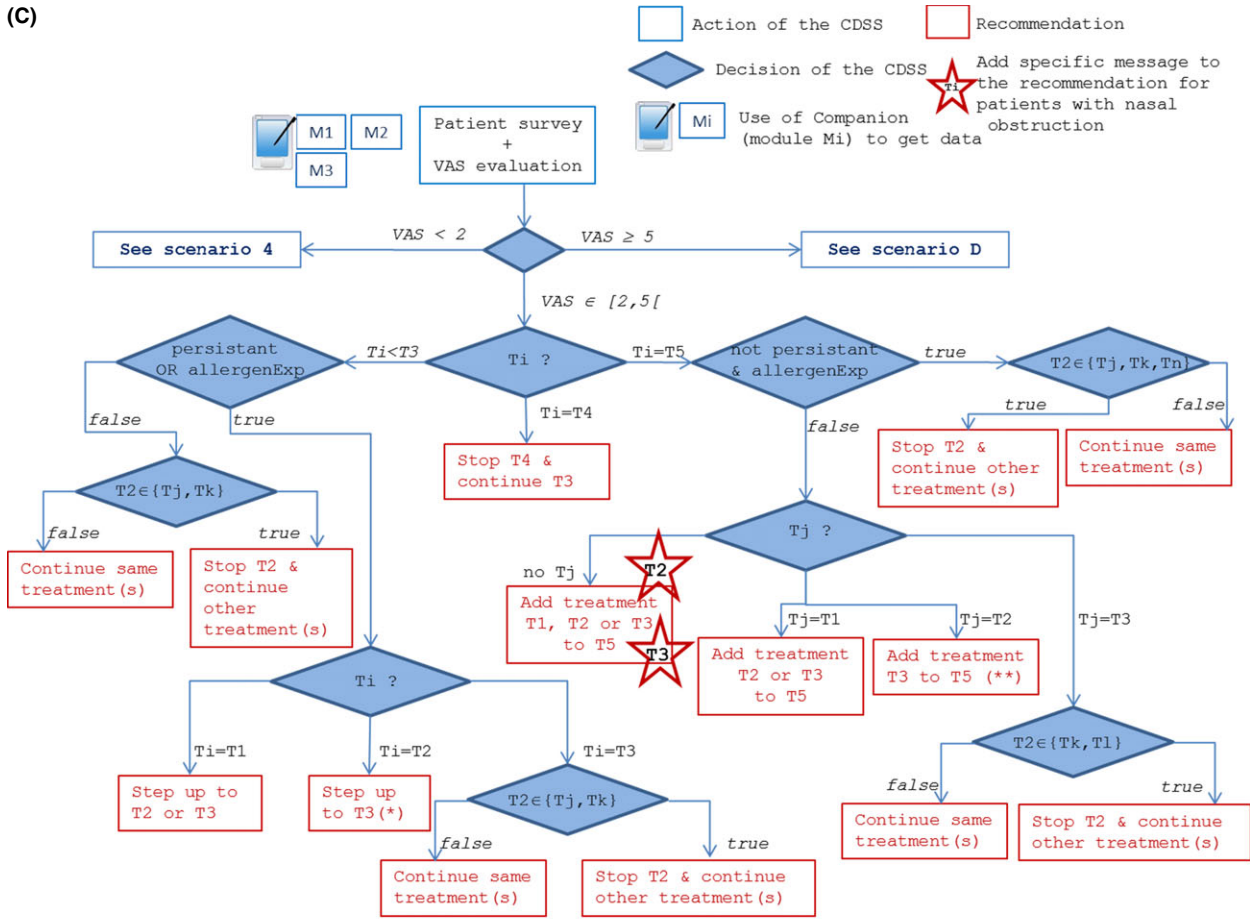 (C)
Action of the CDSS
Recommendation
Decision of the CDSS
Ti
Add specific message to
the recommendation for
patients with nasal
obstruction
Mi
Use of Companion
(module Mi) to get data
M1
M2
M3
Patient survey
+
VAS evaluation
See scenario 4
VAS < 2
VAS ≥ 5
See scenario D
VAS ∈ [2,5[
persistant
OR allergenExp
Ti<T3
Ti ?
Ti=T5
not persistant
& allergenExp
true
T2∈{Tj,Tk,Tn}
false
true
Ti=T4
false
true
false
Stop T4 &
continue T3
Stop T2 &
continue other
treatment(s)
Continue same
treatment(s)
T2∈{Tj,Tk}
false
true
Continue same
treatment(s)
Stop T2 &
continue
other
treatment(s)
Tj ?
no Tj
T2
Add treatment
T1, T2 or T3
to T5
T3
Tj=T1
Tj=T2
Tj=T3
Add treatment
T2 or T3
to T5
Add treatment
T3 to T5 (**)
Ti ?
Ti=T1
Ti=T2
Ti=T3
Step up to
T2 or T3
Step up
to T3(*)
T2∈{Tj,Tk}
false
true
Continue same
treatment(s)
Stop T2 & continue
other treatment(s)
T2∈{Tk,Tl}
false
true
Continue same
treatment(s)
Stop T2 & continue
other treatment(s)